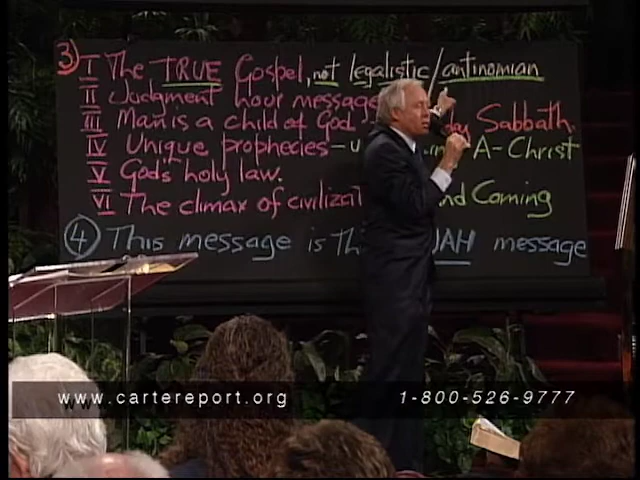 3) I The TRUE Gospel, not legalistic/antinomian
II Judgment hour message
III Man is a child of God Sabbath.
IV Unique prophecies - A-Christ
V God's holy law.
VI The climax of Coming
4 This message is message
www.cartereport.org 1-800-526-9777